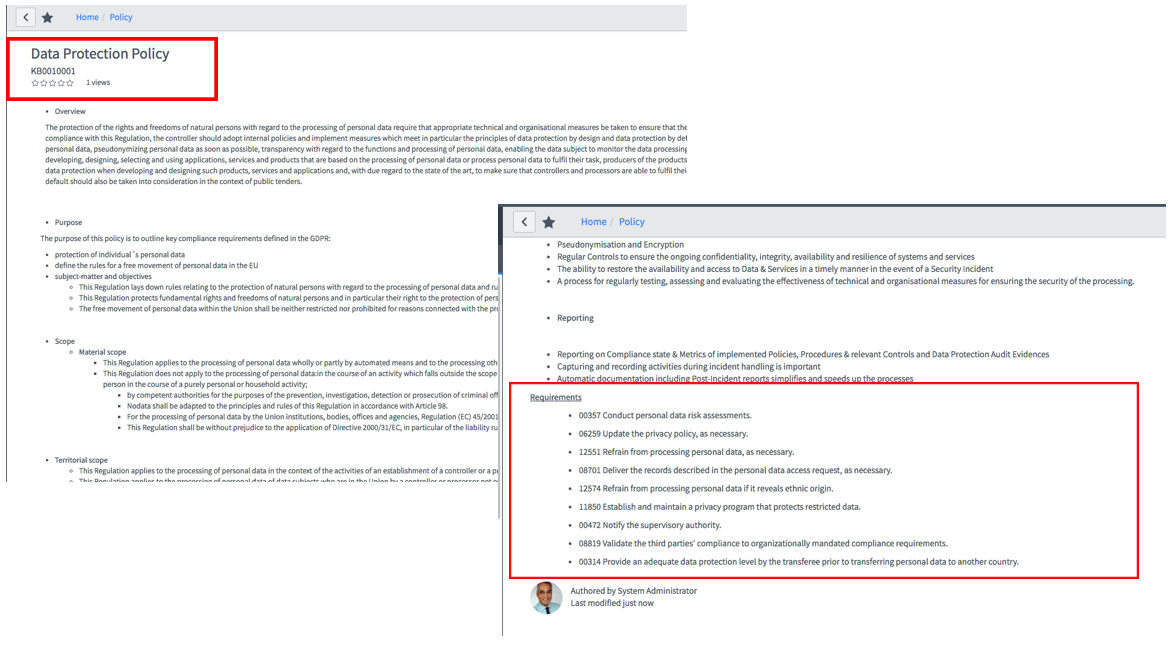 Home / Policy
Data Protection Policy
KB0010001
1 views
• Overview
The protection of the rights and freedoms of natural persons with regard to the processing of personal data require that appropriate technical and organisational measures be taken to ensure that the
compliance with this Regulation, the controller should adopt internal policies and implement measures which meet in particular the principles of data protection by design and data protection by
personal data, pseudonymizing personal data as soon as possible, transparency with regard to the functions and processing of personal data, enabling the data subject to monitor the data processing
developing, designing, selecting and using applications, services and products that are based on the processing of personal data or process personal data to fulfil their task, producers of the products
data protection when developing and designing such products, services and applications and, with due regard to the state of the art, to make sure that controllers and processors are able to fulfil
default should also be taken into consideration in the context of public tenders.
• Purpose
The purpose of this policy is to outline key compliance requirements defined in the GDPR:
• protection of individual´s personal data
• define the rules for a free movement of personal data in the EU
• subject-matter and objectives
○ This Regulation lays down rules relating to the protection of natural persons with regard to the processing of personal data and
○ This Regulation protects fundamental rights and freedoms of natural persons and in particular their right to the protection of
○ The free movement of personal data within the Union shall be neither restricted nor prohibited for reasons connected with the
• Scope
○ Material scope
▪ This Regulation applies to the processing of personal data wholly or partly by automated means and to the processing
▪ This Regulation does not apply to the processing of personal data:in the course of an activity which falls outside the scope
person in the course of a purely personal or household activity;
▪ by competent authorities for the purposes of the prevention, investigation, detection or prosecution of criminal
▪ Nodata shall be adapted to the principles and rules of this Regulation in accordance with Article 98.
▪ For the processing of personal data by the Union institutions, bodies, offices and agencies, Regulation (EC) 45/2001
▪ This Regulation shall be without prejudice to the application of Directive 2000/31/EC, in particular of the liability
• Territorial scope
○ This Regulation applies to the processing of personal data in the context of the activities of an establishment of a controller or a
○ This Regulation applies to the processing of personal data of data subjects who are in the Union by a controller or processor not
Home / Policy
• Pseudonymisation and Encryption
• Regular Controls to ensure the ongoing confidentiality, integrity, availability and resilience of systems and services
• The ability to restore the availability and access to Data & Services in a timely manner in the event of a Security Incident
• A process for regularly testing, assessing and evaluating the effectiveness of technical and organisational measures for ensuring the security of the processing.
• Reporting
• Reporting on Compliance state & Metrics of implemented Policies, Procedures & relevant Controls and Data Protection Audit Evidences
• Capturing and recording activities during incident handling is important
• Automatic documentation including Post-Incident reports simplifies and speeds up the processes
Requirements
• 00357 Conduct personal data risk assessments.
• 06259 Update the privacy policy, as necessary.
• 12551 Refrain from processing personal data, as necessary.
• 08701 Deliver the records described in the personal data access request, as necessary.
• 12574 Refrain from processing personal data if it reveals ethnic origin.
• 11850 Establish and maintain a privacy program that protects restricted data.
• 00472 Notify the supervisory authority.
• 08819 Validate the third parties' compliance to organizationally mandated compliance requirements.
• 00314 Provide an adequate data protection level by the transferee prior to transferring personal data to another country.
Authored by System Administrator
Last modified just now